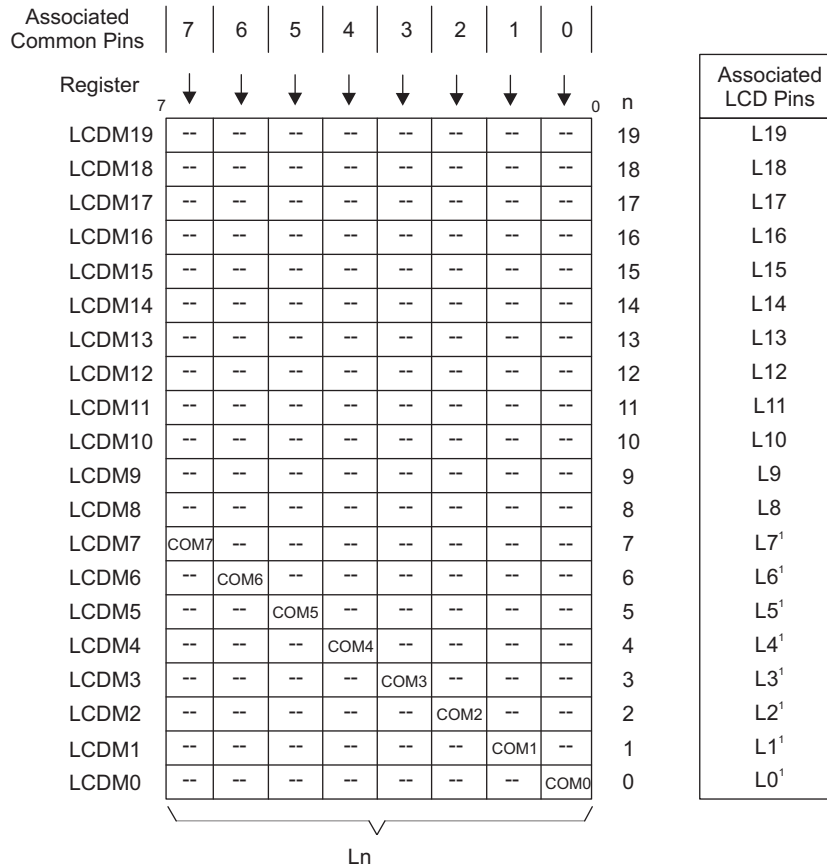 Associated Common Pins 7 6 5 4 3 2 1 0
Register 7 0 n Associated LCD Pins
LCDM19 -- -- -- -- -- -- -- -- 19 L19
LCDM18 -- -- -- -- -- -- -- -- 18 L18
LCDM17 -- -- -- -- -- -- -- -- 17 L17
LCDM16 -- -- -- -- -- -- -- -- 16 L16
LCDM15 -- -- -- -- -- -- -- -- 15 L15
LCDM14 -- -- -- -- -- -- -- -- 14 L14
LCDM13 -- -- -- -- -- -- -- -- 13 L13
LCDM12 -- -- -- -- -- -- -- -- 12 L12
LCDM11 -- -- -- -- -- -- -- -- 11 L11
LCDM10 -- -- -- -- -- -- -- -- 10 L10
LCDM9 -- -- -- -- -- -- -- -- 9 L9
LCDM8 -- -- -- -- -- -- -- -- 8 L8
LCDM7 COM7 -- -- -- -- -- -- -- 7 L7¹
LCDM6 -- COM6 -- -- -- -- -- -- 6 L6¹
LCDM5 -- -- COM5 -- -- -- -- -- 5 L5¹
LCDM4 -- -- -- COM4 -- -- -- -- 4 L4¹
LCDM3 -- -- -- -- COM3 -- -- -- 3 L3¹
LCDM2 -- -- -- -- -- COM2 -- -- 2 L2¹
LCDM1 -- -- -- -- -- -- COM1 -- 1 L1¹
LCDM0 -- -- -- -- -- -- -- COM0 0 L0¹
Ln